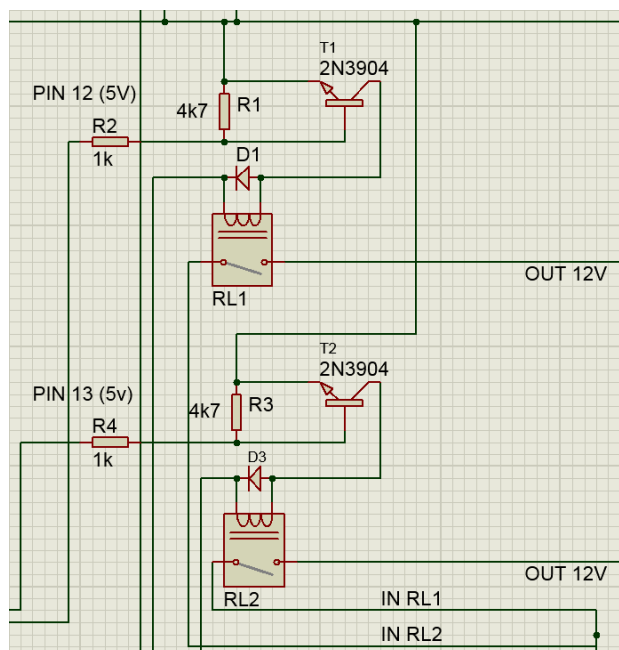 T1
2N3904
PIN 12 (5V)
4k7
R1
R2
1k
D1
RL1
OUT 12V
T2
2N3904
PIN 13 (5v)
4k7
R3
R4
1k
D3
RL2
OUT 12V
IN RL1
IN RL2